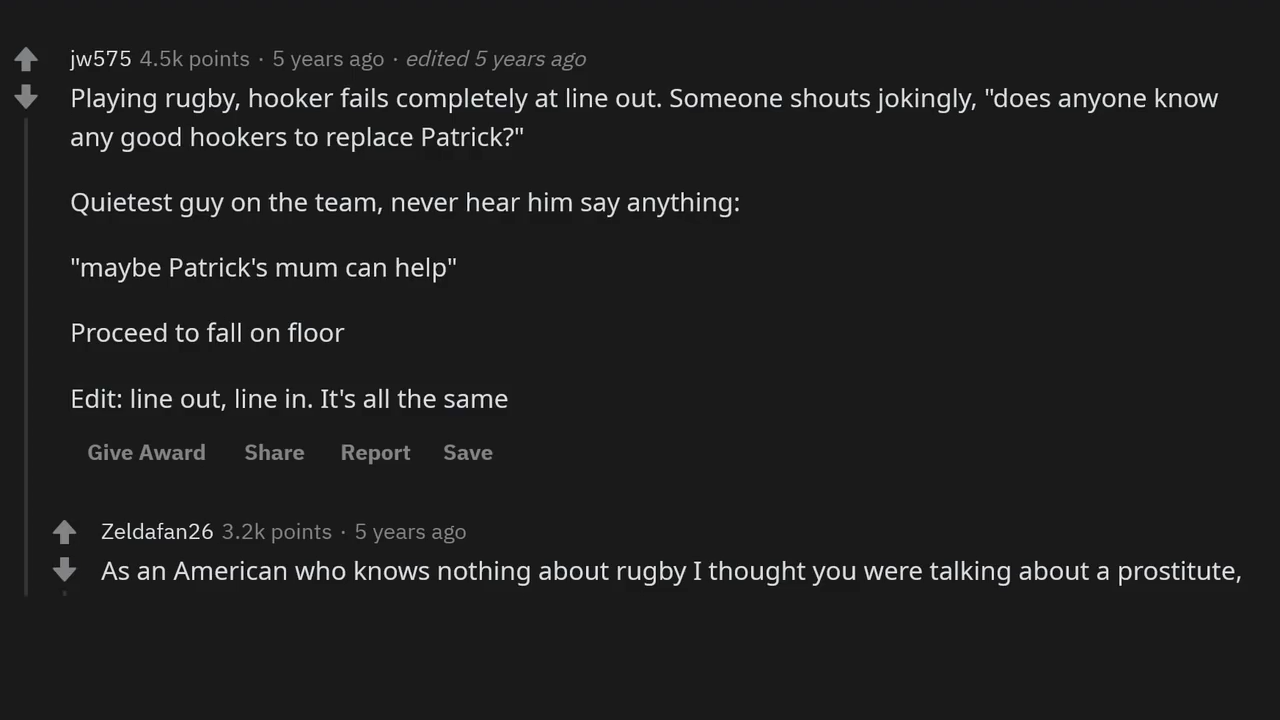 jw575 4.5k points · 5 years ago · edited 5 years ago
Playing rugby, hooker fails completely at line out. Someone shouts jokingly, "does anyone know
any good hookers to replace Patrick?"
Quietest guy on the team, never hear him say anything:
"maybe Patrick's mum can help"
Proceed to fall on floor
Edit: line out, line in. It's all the same
Give Award Share Report Save
Zeldafan26 3.2k points · 5 years ago
As an American who knows nothing about rugby I thought you were talking about a prostitute,